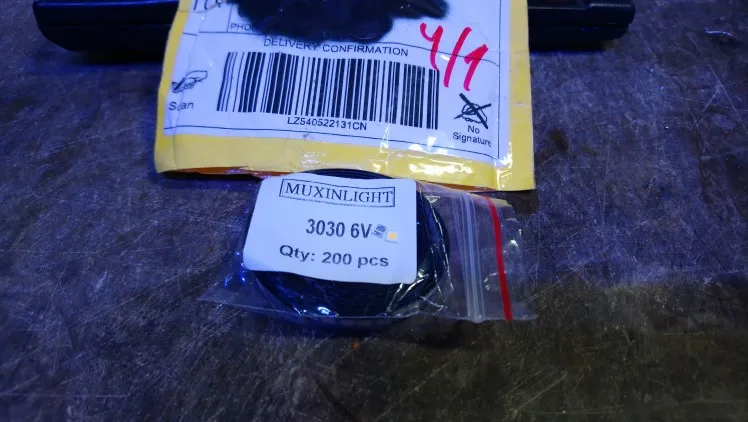 DELIVERY CONFIRMATION
4/1
Scan
LZ540522131CN
No
Signature
MUXINLIGHT
3030 6V
Qty: 200 pcs